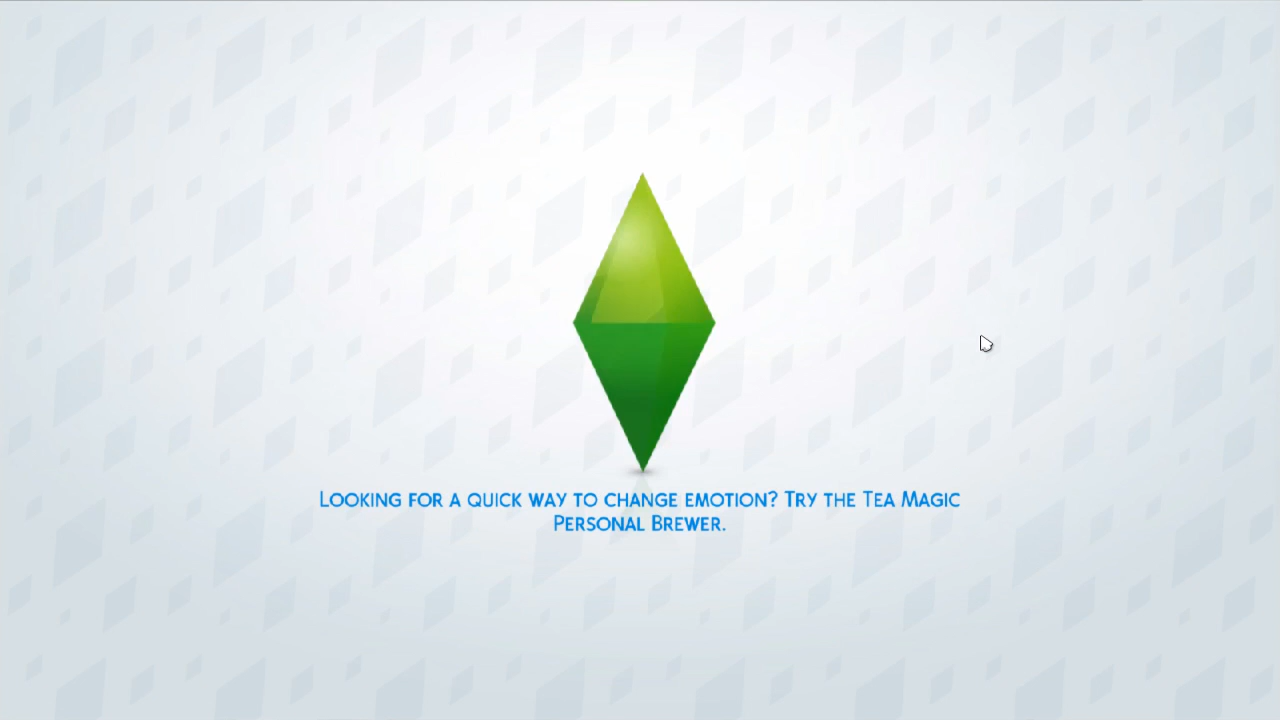 Looking for a quick way to change emotion? Try the Tea Magic
Personal Brewer.